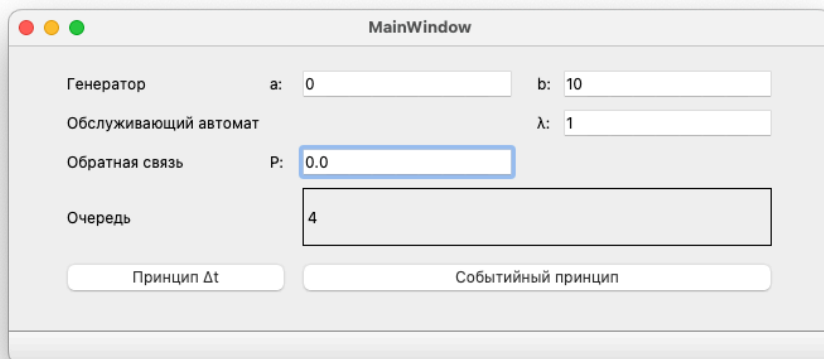 MainWindow
Генератор a: 0 b: 10
Обслуживающий автомат λ: 1
Обратная связь P: 0.0
Очередь 4
Принцип Δt Событийный принцип